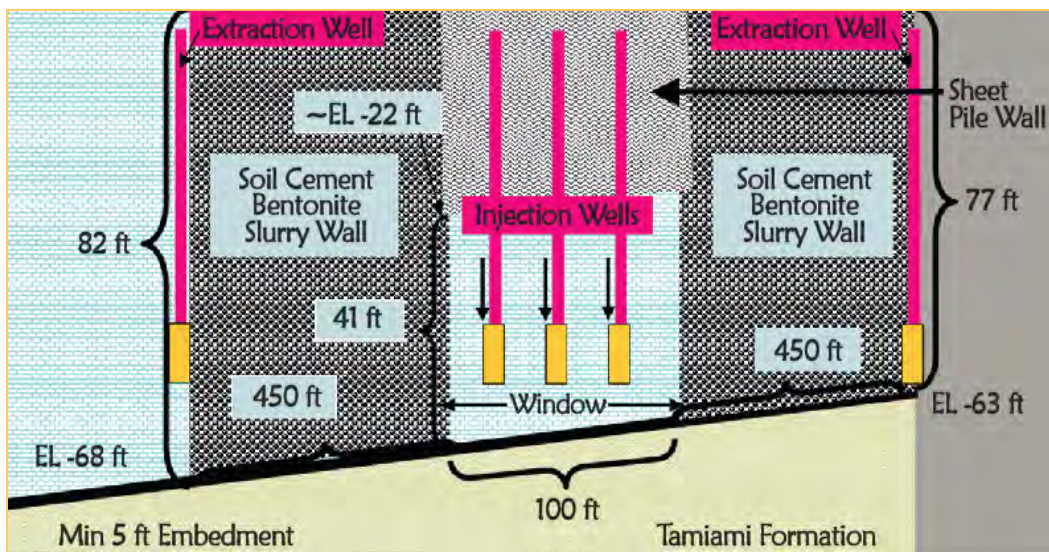 Extraction Well
Extraction Well
Sheet
Pile Wall
~EL -22 ft
Soil Cement
Bentonite
Slurry Wall
Injection Wells
Soil Cement
Bentonite
Slurry Wall
82 ft
77 ft
41 ft
450 ft
450 ft
Window
EL -63 ft
EL -68 ft
100 ft
Min 5 ft Embedment
Tamiami Formation